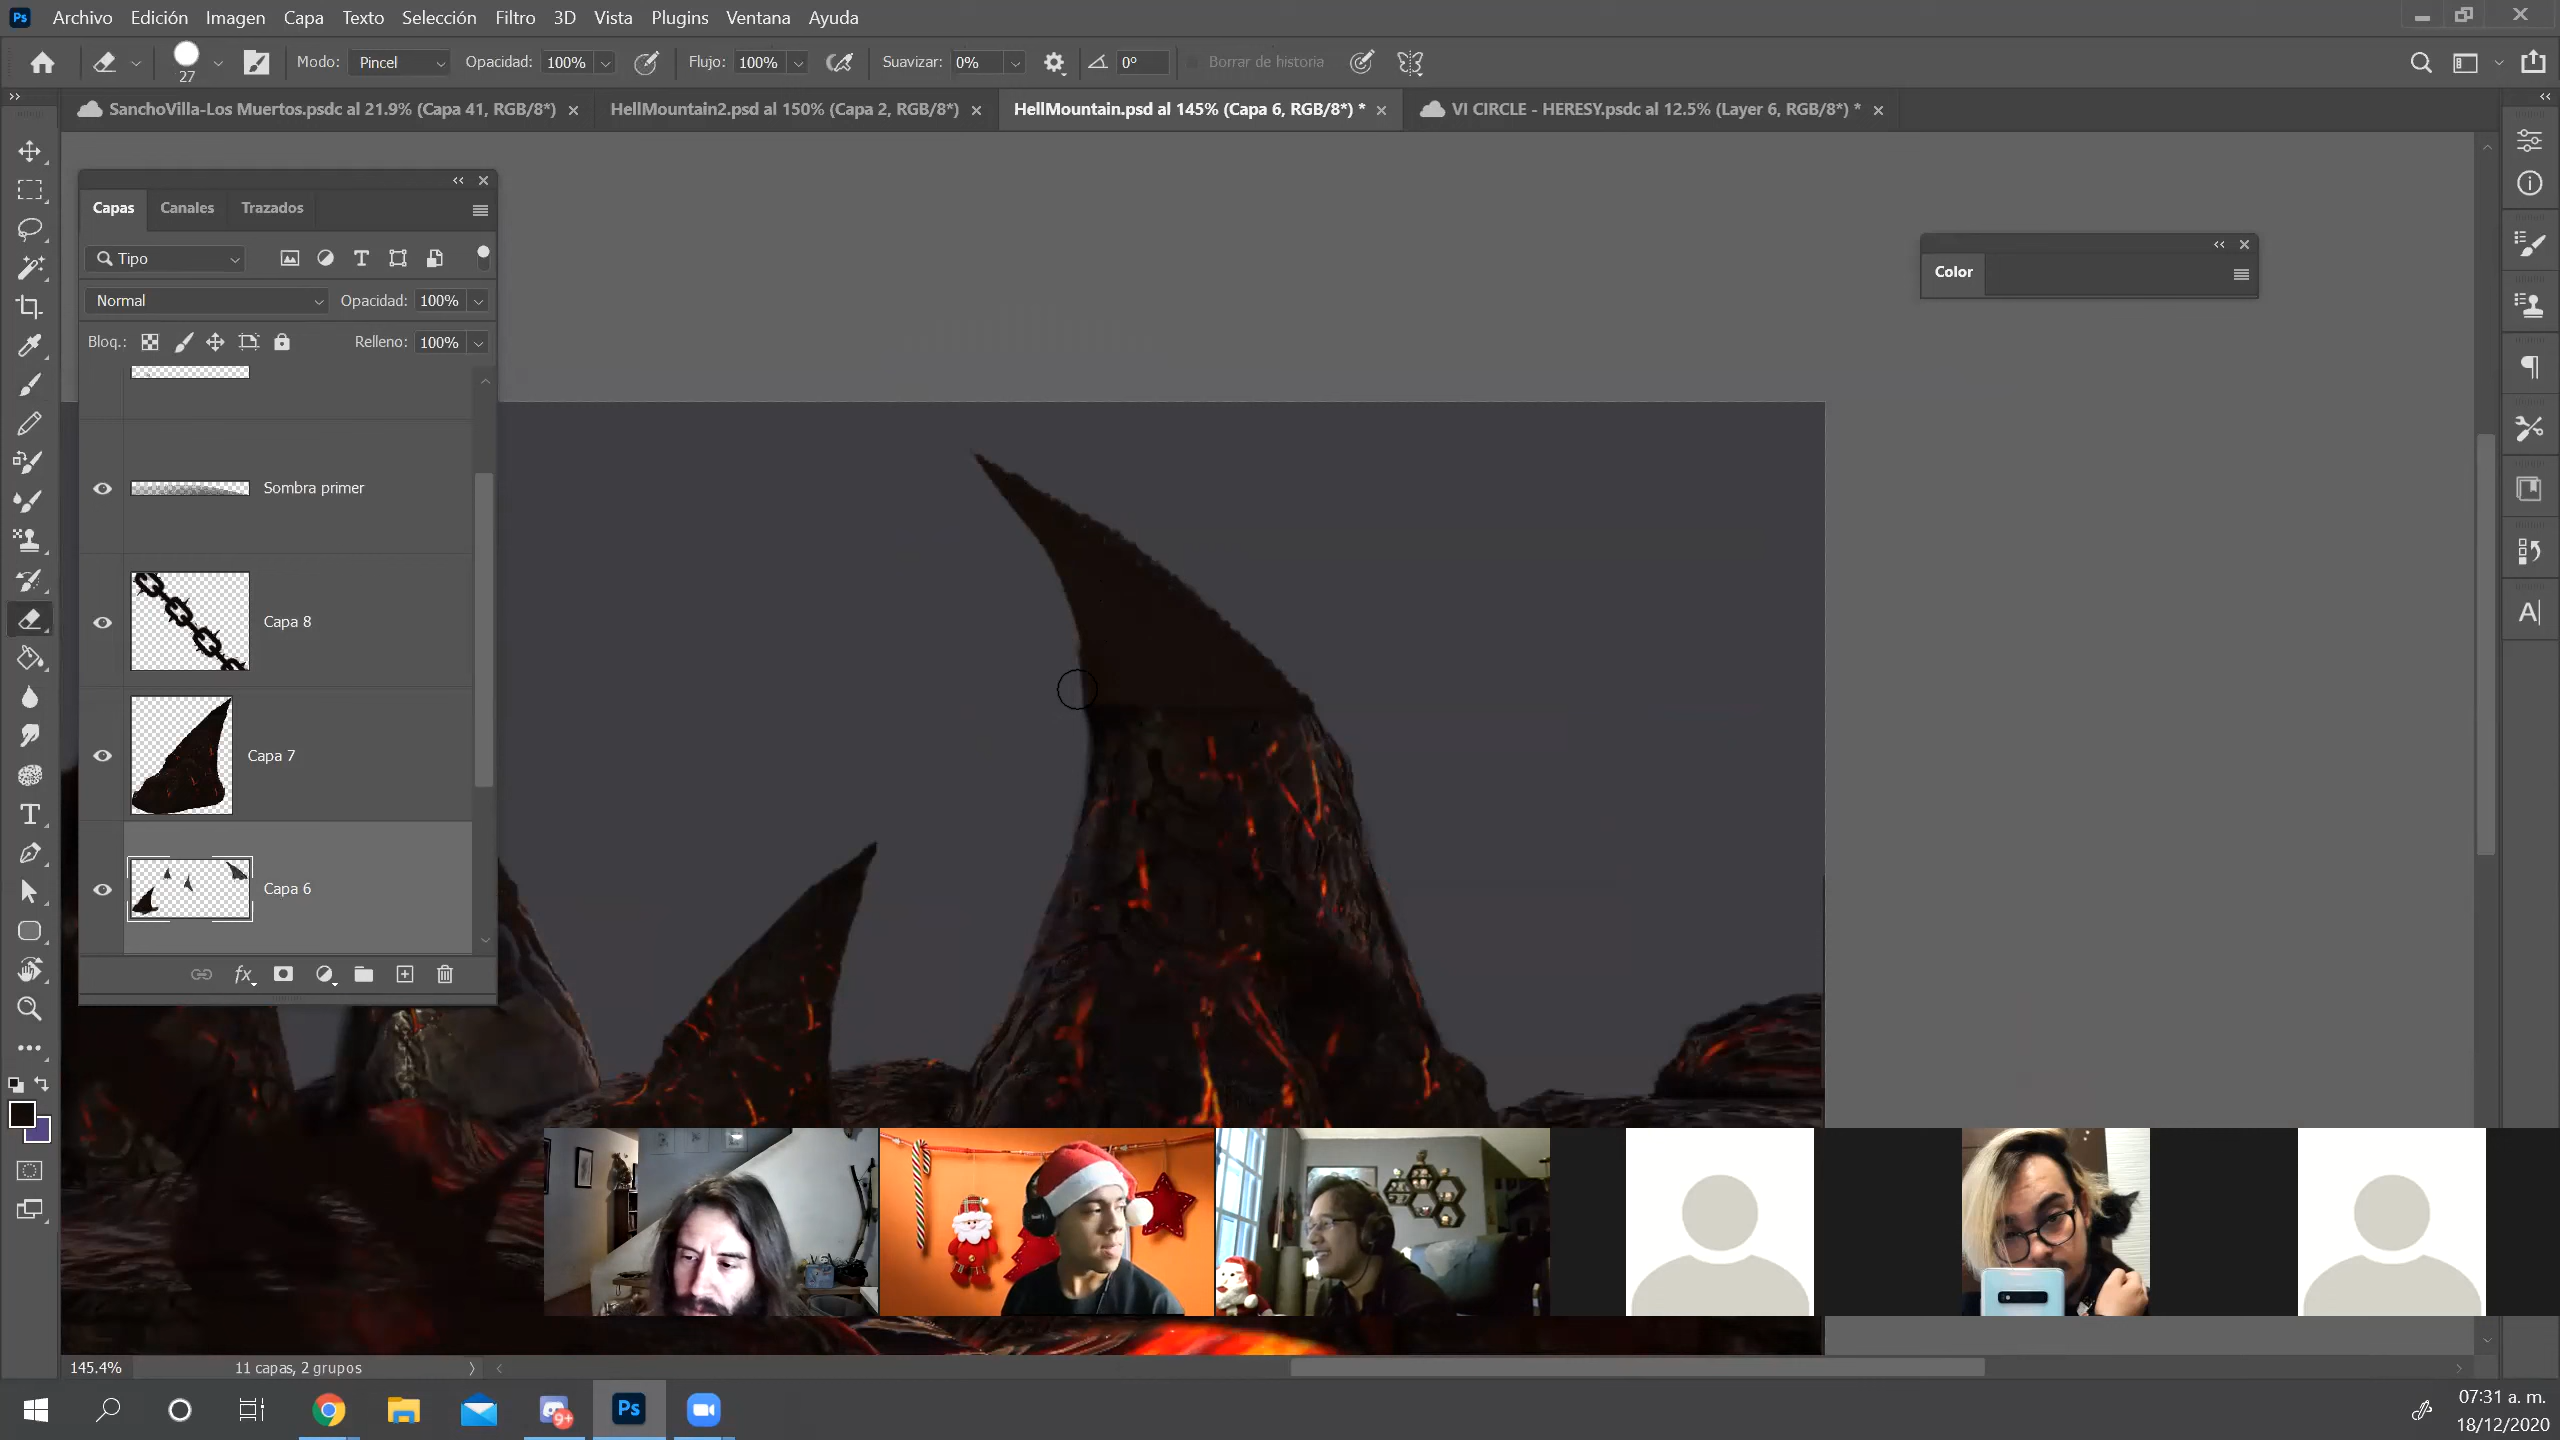 Ps Archivo Edición Imagen Capa Texto Selección Filtro 3D Vista Plugins Ventana Ayuda
27 Modo: Pincel Opacidad: 100% Flujo: 100% Suavizar: 0% 0° Borrar de historia
SanchoVilla-Los Muertos.psdc al 21.9% (Capa 41, RGB/8*) HellMountain2.psd al 150% (Capa 2, RGB/8*) HellMountain.psd al 145% (Capa 6, RGB/8*) * VI CIRCLE - HERESY.psdc al 12.5% (Layer 6, RGB/8*) *
Capas Canales Trazados
Tipo
Normal Opacidad: 100%
Bloq.: Relleno: 100%
Sombra primer
Capa 8
Capa 7
Capa 6
fx
Color
145.4% 11 capas, 2 grupos
9+ Ps
07:31 a. m.
18/12/2020